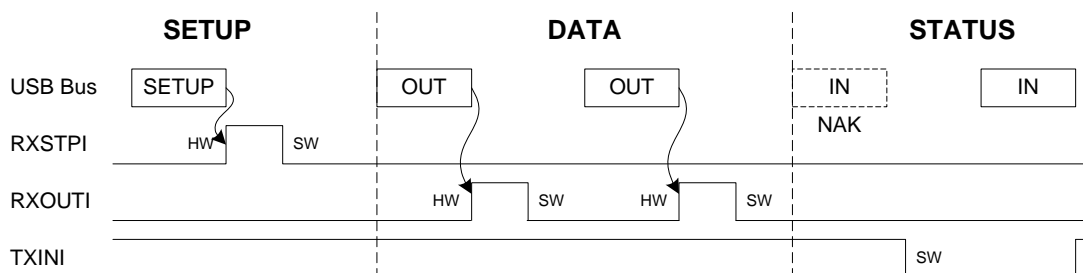 SETUP DATA STATUS
USB Bus SETUP OUT OUT IN IN
NAK
RXSTPI HW SW
RXOUTI HW SW HW SW
TXINI SW